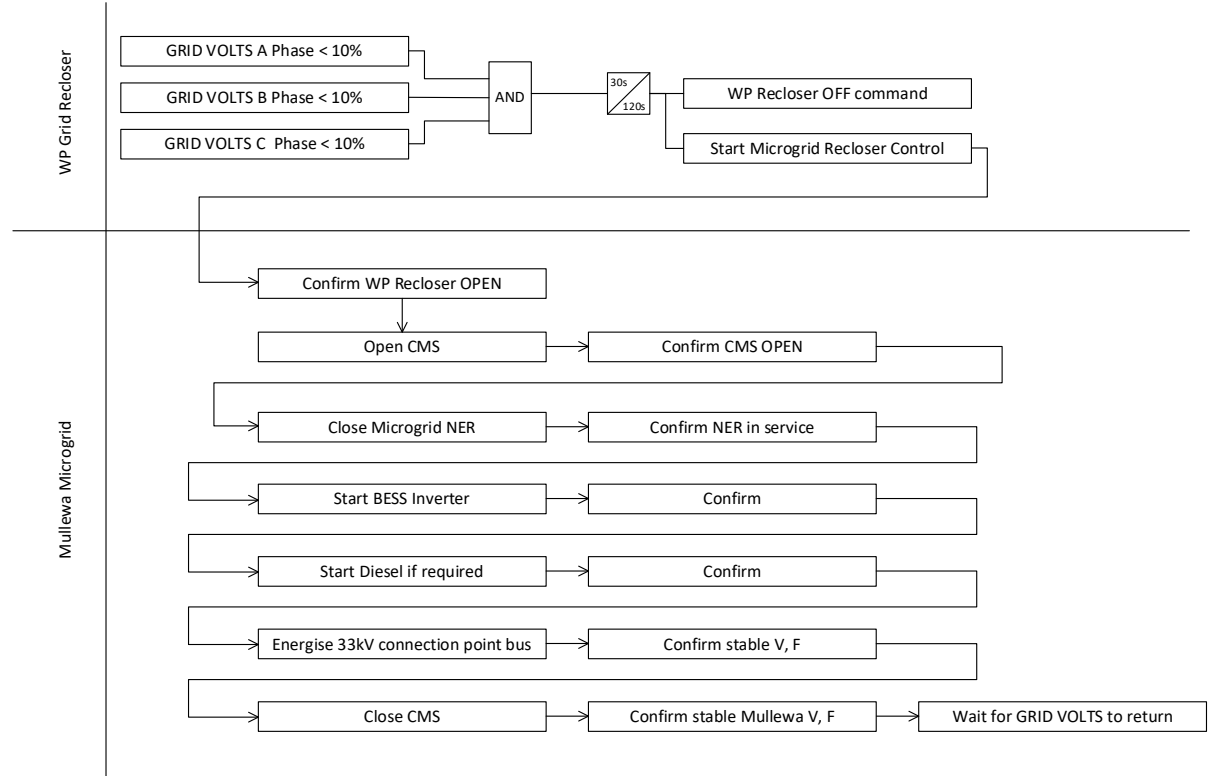 WP Grid Recloser
GRID VOLTS A Phase < 10%
GRID VOLTS B Phase < 10%
GRID VOLTS C  Phase < 10%
AND
30s
120s
WP Recloser OFF command
Start Microgrid Recloser Control
Mullewa Microgrid
Confirm WP Recloser OPEN
Open CMS
Confirm CMS OPEN
Close Microgrid NER
Confirm NER in service
Start BESS Inverter
Confirm
Start Diesel if required
Confirm
Energise 33kV connection point bus
Confirm stable V, F
Close CMS
Confirm stable Mullewa V, F
Wait for GRID VOLTS to return